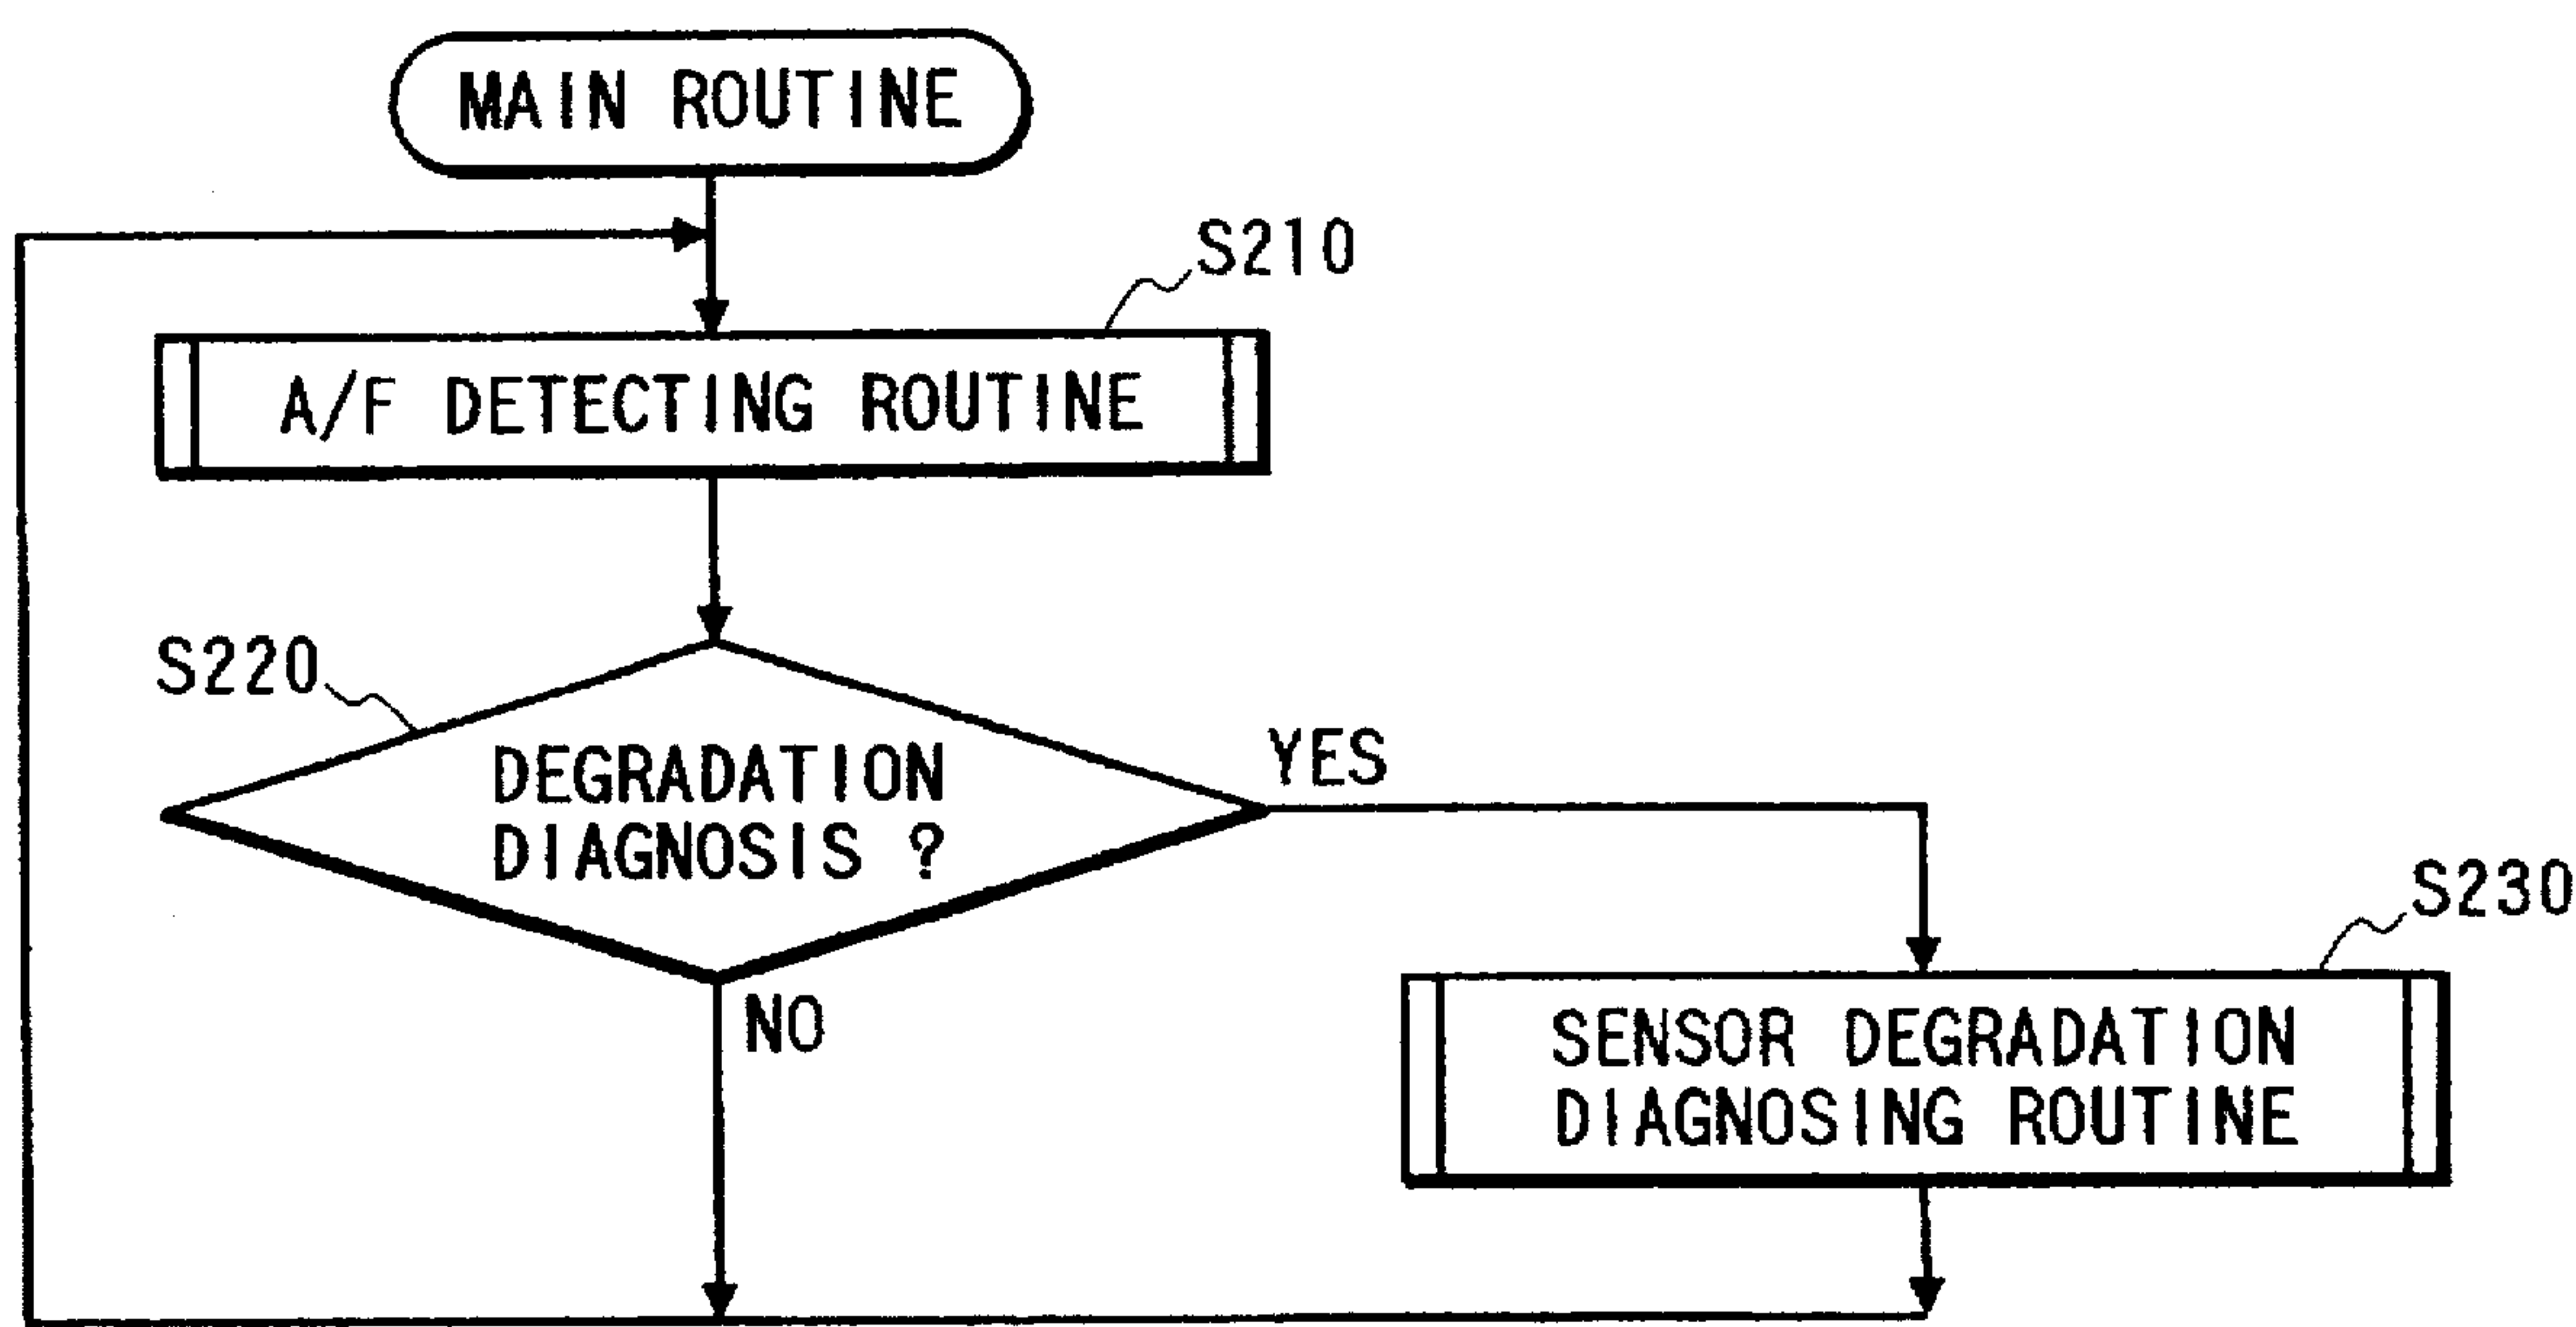 MAIN ROUTINE
S210
A/F DETECTING ROUTINE
S220
DEGRADATION
DIAGNOSIS ?
YES
NO
S230
SENSOR DEGRADATION
DIAGNOSING ROUTINE